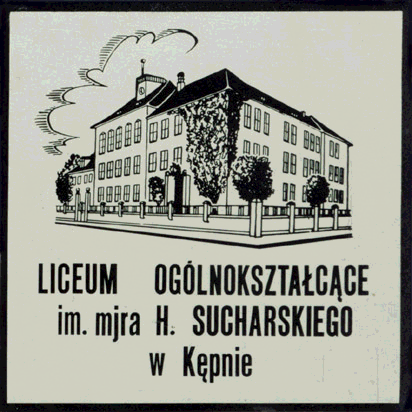 LICEUM OGÓLNOKSZTAŁCĄCE
im. mjra H. SUCHARSKIEGO
w Kępnie